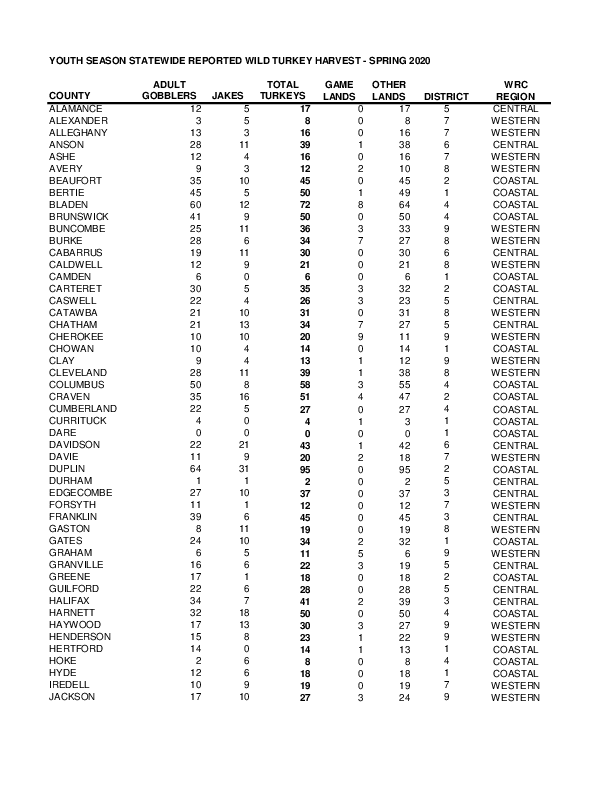 YOUTH SEASON STATEWIDE REPORTED WILD TURKEY HARVEST - SPRING 2020
ADULT TOTAL GAME OTHER WRC
COUNTY GOBBLERS JAKES TURKEYS LANDS LANDS DISTRICT REGION
ALAMANCE 12 5 17 0 17 5 CENTRAL
ALEXANDER 3 5 8 0 8 7 WESTERN
ALLEGHANY 13 3 16 0 16 7 WESTERN
ANSON 28 11 39 1 38 6 CENTRAL
ASHE 12 4 16 0 16 7 WESTERN
AVERY 9 3 12 2 10 8 WESTERN
BEAUFORT 35 10 45 0 45 2 COASTAL
BERTIE 45 5 50 1 49 1 COASTAL
BLADEN 60 12 72 8 64 4 COASTAL
BRUNSWICK 41 9 50 0 50 4 COASTAL
BUNCOMBE 25 11 36 3 33 9 WESTERN
BURKE 28 6 34 7 27 8 WESTERN
CABARRUS 19 11 30 0 30 6 CENTRAL
CALDWELL 12 9 21 0 21 8 WESTERN
CAMDEN 6 0 6 0 6 1 COASTAL
CARTERET 30 5 35 3 32 2 COASTAL
CASWELL 22 4 26 3 23 5 CENTRAL
CATAWBA 21 10 31 0 31 8 WESTERN
CHATHAM 21 13 34 7 27 5 CENTRAL
CHEROKEE 10 10 20 9 11 9 WESTERN
CHOWAN 10 4 14 0 14 1 COASTAL
CLAY 9 4 13 1 12 9 WESTERN
CLEVELAND 28 11 39 1 38 8 WESTERN
COLUMBUS 50 8 58 3 55 4 COASTAL
CRAVEN 35 16 51 4 47 2 COASTAL
CUMBERLAND 22 5 27 0 27 4 COASTAL
CURRITUCK 4 0 4 1 3 1 COASTAL
DARE 0 0 0 0 0 1 COASTAL
DAVIDSON 22 21 43 1 42 6 CENTRAL
DAVIE 11 9 20 2 18 7 WESTERN
DUPLIN 64 31 95 0 95 2 COASTAL
DURHAM 1 1 2 0 2 5 CENTRAL
EDGECOMBE 27 10 37 0 37 3 CENTRAL
FORSYTH 11 1 12 0 12 7 WESTERN
FRANKLIN 39 6 45 0 45 3 CENTRAL
GASTON 8 11 19 0 19 8 WESTERN
GATES 24 10 34 2 32 1 COASTAL
GRAHAM 6 5 11 5 6 9 WESTERN
GRANVILLE 16 6 22 3 19 5 CENTRAL
GREENE 17 1 18 0 18 2 COASTAL
GUILFORD 22 6 28 0 28 5 CENTRAL
HALIFAX 34 7 41 2 39 3 CENTRAL
HARNETT 32 18 50 0 50 4 COASTAL
HAYWOOD 17 13 30 3 27 9 WESTERN
HENDERSON 15 8 23 1 22 9 WESTERN
HERTFORD 14 0 14 1 13 1 COASTAL
HOKE 2 6 8 0 8 4 COASTAL
HYDE 12 6 18 0 18 1 COASTAL
IREDELL 10 9 19 0 19 7 WESTERN
JACKSON 17 10 27 3 24 9 WESTERN